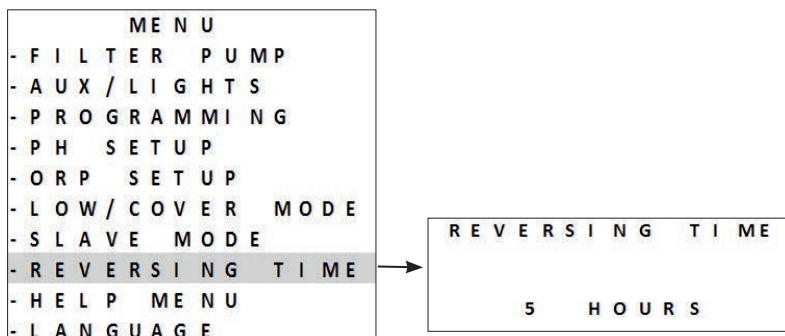 MENU
-FILTER PUMP
-AUX/LIGHTS
-PROGRAMMING
-PH SETUP
-ORP SETUP
-LOW/COVER MODE
-SLAVE MODE
-REVERSING TIME
-HELP MENU
-LANGUAGE
REVERSING TIME
5 HOURS